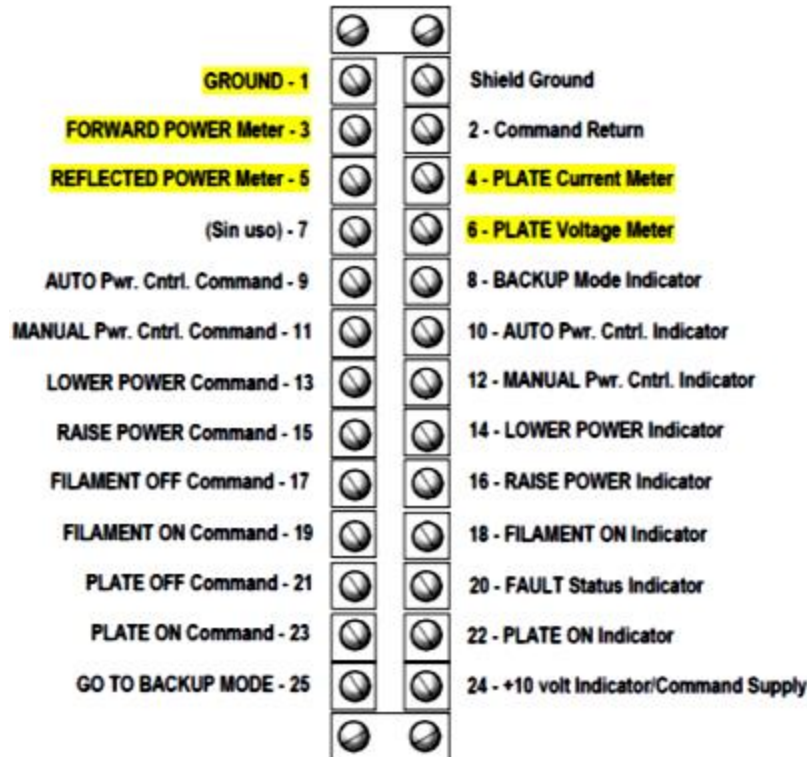 GROUND - 1
Shield Ground
FORWARD POWER Meter - 3
2 - Command Return
REFLECTED POWER Meter - 5
4 - PLATE Current Meter
(Sin uso) - 7
6 - PLATE Voltage Meter
AUTO Pwr. Cntrl. Command - 9
8 - BACKUP Mode Indicator
MANUAL Pwr. Cntrl. Command - 11
10 - AUTO Pwr. Cntrl. Indicator
LOWER POWER Command - 13
12 - MANUAL Pwr. Cntrl. Indicator
RAISE POWER Command - 15
14 - LOWER POWER Indicator
FILAMENT OFF Command - 17
16 - RAISE POWER Indicator
FILAMENT ON Command - 19
18 - FILAMENT ON Indicator
PLATE OFF Command - 21
20 - FAULT Status Indicator
PLATE ON Command - 23
22 - PLATE ON Indicator
GO TO BACKUP MODE - 25
24 - +10 volt Indicator/Command Supply